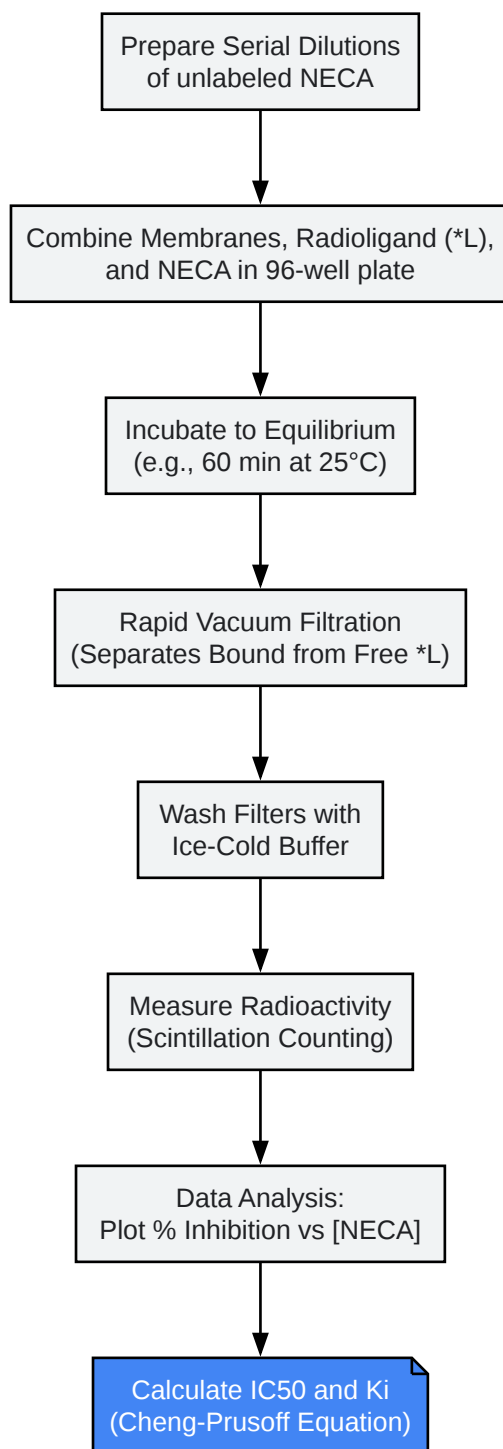 Prepare Serial Dilutions
of unlabeled NECA
Combine Membranes, Radioligand (*L),
and NECA in 96-well plate
Incubate to Equilibrium
(e.g., 60 min at 25°C)
Rapid Vacuum Filtration
(Separates Bound from Free *L)
Wash Filters with
Ice-Cold Buffer
Measure Radioactivity
(Scintillation Counting)
Data Analysis:
Plot % Inhibition vs [NECA]
Calculate IC50 and Ki
(Cheng-Prusoff Equation)